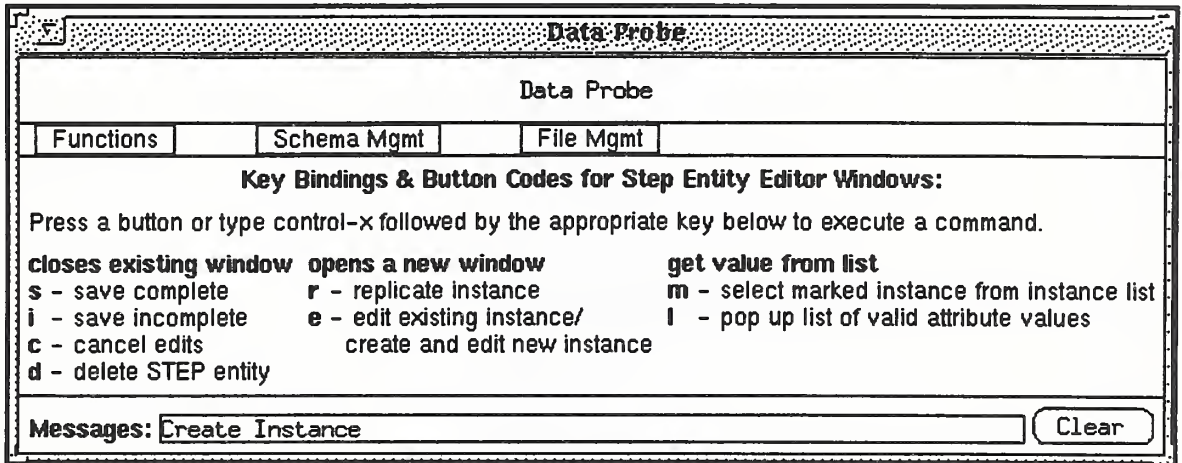 Data Probe
Data Probe
Functions Schema Mgmt File Mgmt
Key Bindings & Button Codes for Step Entity Editor Windows:
Press a button or type control-x followed by the appropriate key below to execute a command.
closes existing window opens a new window get value from list
s - save complete r - replicate instance m - select marked instance from instance list
i - save incomplete e - edit existing instance/ l - pop up list of valid attribute values
c - cancel edits create and edit new instance
d - delete STEP entity
Messages: Create Instance Clear